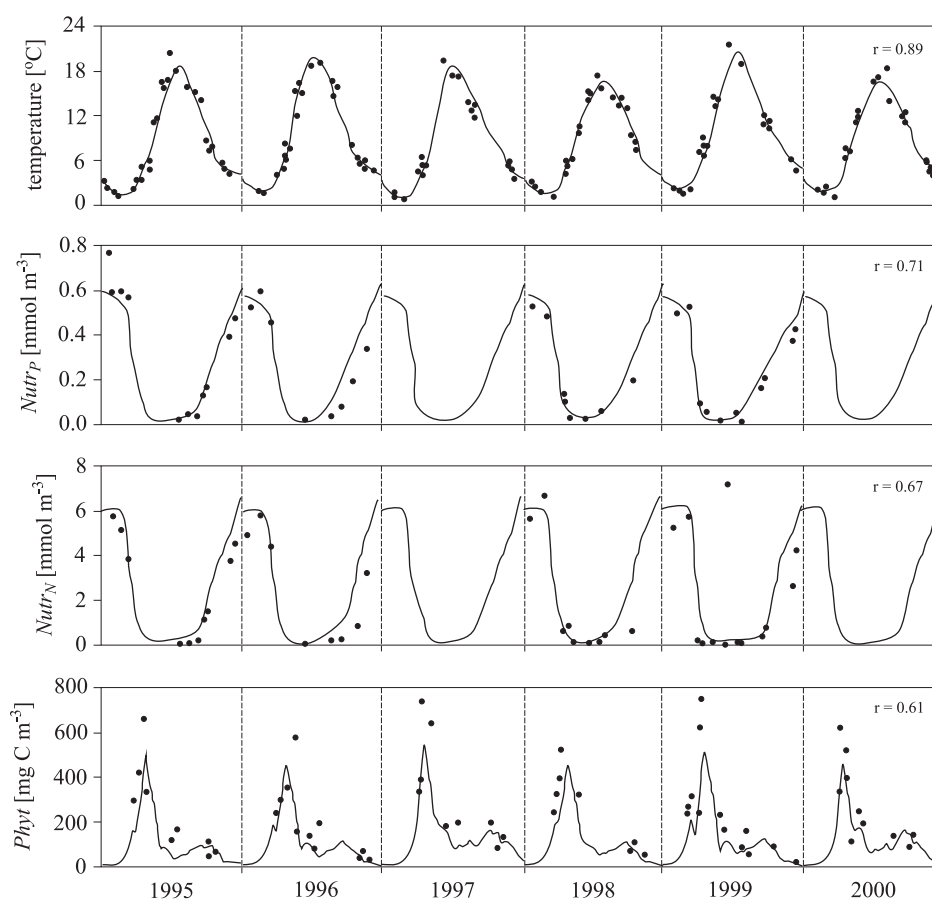 temperature [°C]
24
18
12
6
0
r = 0.89
Nutr_P [mmol m⁻³]
0.8
0.6
0.4
0.2
0.0
r = 0.71
Nutr_N [mmol m⁻³]
8
6
4
2
0
r = 0.67
Phyt [mg C m⁻³]
800
600
400
200
0
r = 0.61
1995 1996 1997 1998 1999 2000